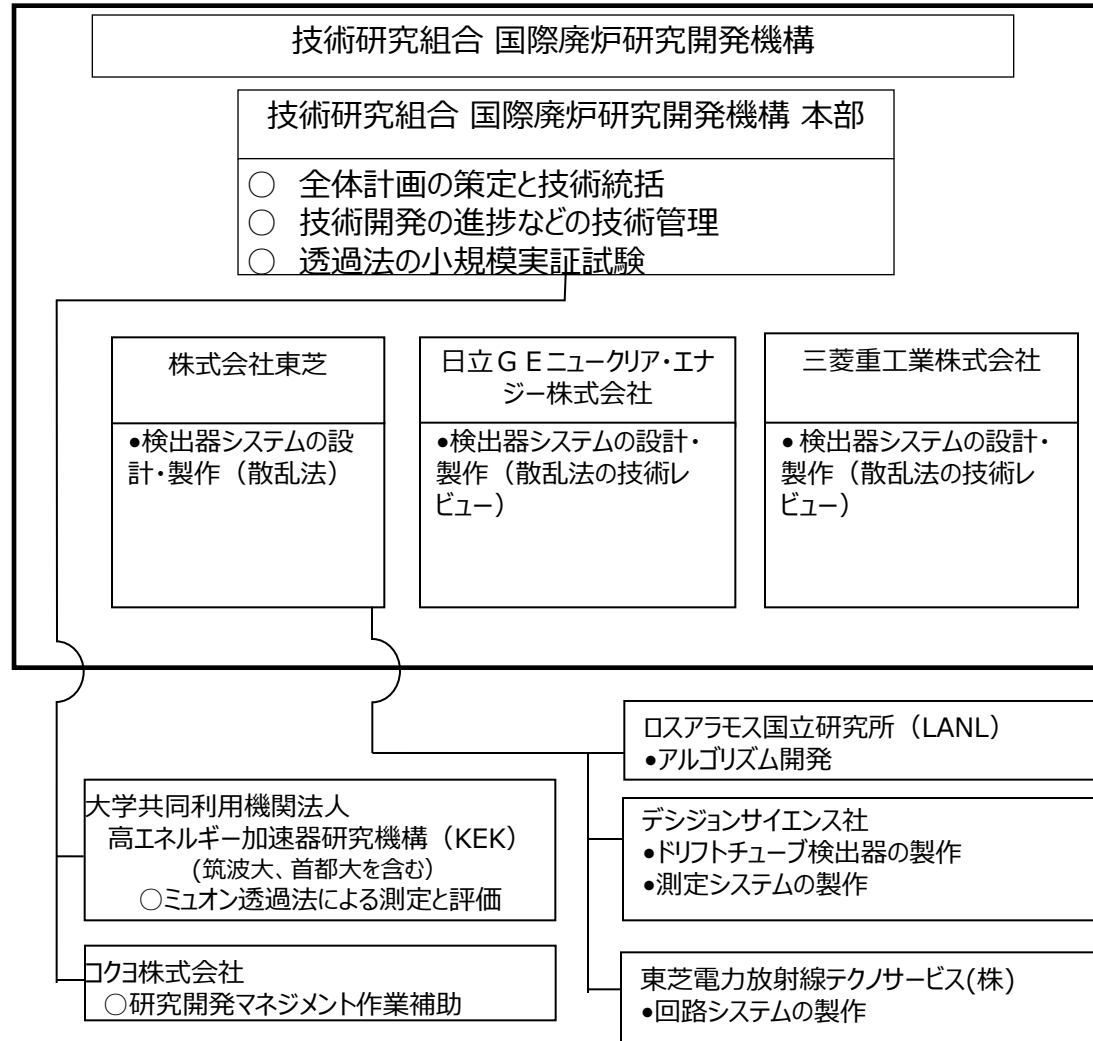 技術研究組合 国際廃炉研究開発機構
技術研究組合 国際廃炉研究開発機構 本部
○ 全体計画の策定と技術統括
○ 技術開発の進捗などの技術管理
○ 透過法の小規模実証試験
株式会社東芝
●検出器システムの設
計・製作（散乱法）
日立ＧＥニュークリア・エナ
ジー株式会社
●検出器システムの設計・
製作（散乱法の技術レ
ビュー）
三菱重工業株式会社
● 検出器システムの設計・
製作（散乱法の技術レ
ビュー）
大学共同利用機関法人
高エネルギー加速器研究機構（KEK）
(筑波大、首都大を含む)
○ミュオン透過法による測定と評価
コクヨ株式会社
○研究開発マネジメント作業補助
ロスアラモス国立研究所（LANL）
●アルゴリズム開発
デシジョンサイエンス社
●ドリフトチューブ検出器の製作
●測定システムの製作
東芝電力放射線テクノサービス(株)
●回路システムの製作